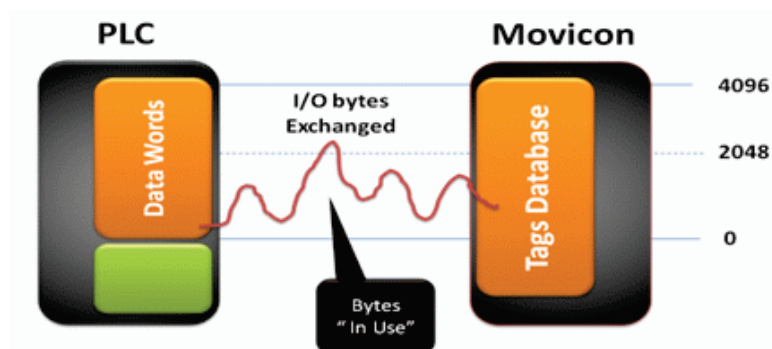 PLC
Movicon
Data Words
I/O bytes
Exchanged
Tags Database
4096
2048
0
Bytes
“ In Use”